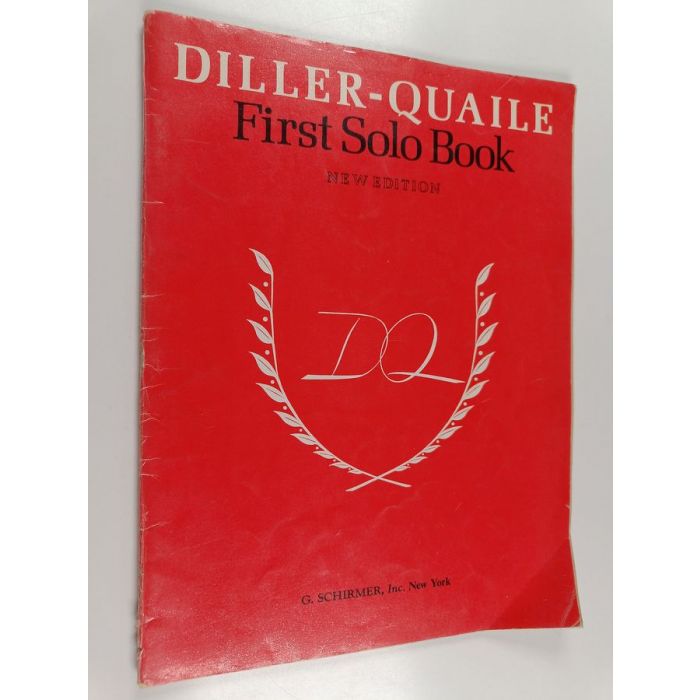 DILLER-QUAILE
First Solo Book
NEW EDITION
DQ
G. SCHIRMER, Inc. New York